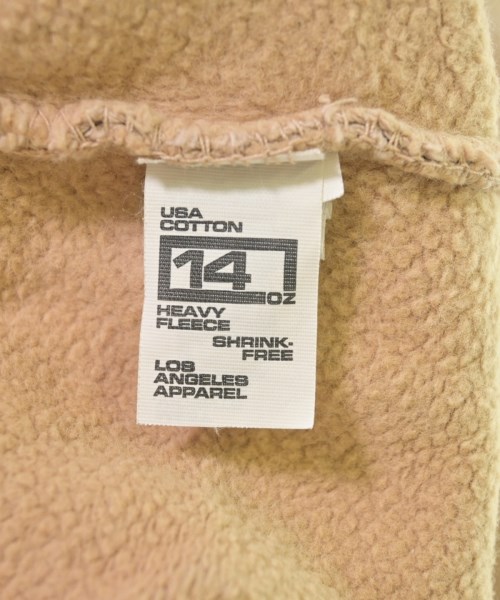 USA
COTTON
14
OZ
HEAVY
FLEECE
SHRINK-
FREE
LOS
ANGELES
APPAREL